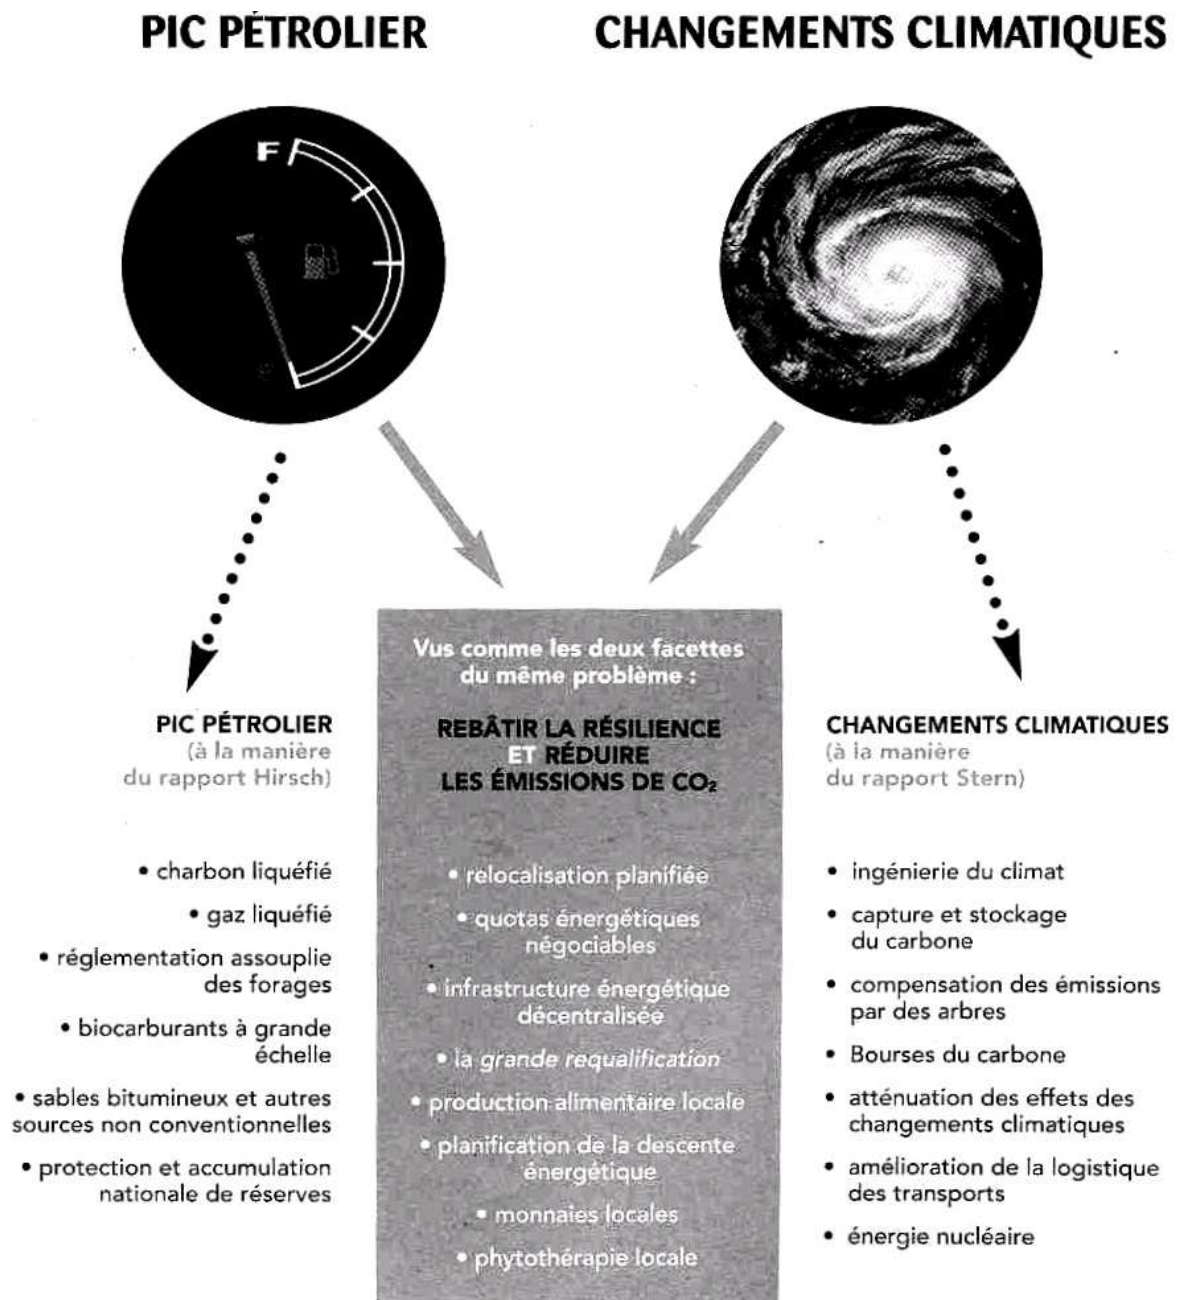 PIC PÉTROLIER
CHANGEMENTS CLIMATIQUES
F
PIC PÉTROLIER
(à la manière
du rapport Hirsch)
• charbon liquéfié
• gaz liquéfié
• réglementation assouplie
des forages
• biocarburants à grande
échelle
• sables bitumineux et autres
sources non conventionnelles
• protection et accumulation
nationale de réserves
Vus comme les deux facettes
du même problème :
REBÂTIR LA RÉSILIENCE
ET RÉDUIRE
LES ÉMISSIONS DE CO₂
• relocalisation planifiée
• quotas énergétiques
négociables
• infrastructure énergétique
décentralisée
• la grande requalification
• production alimentaire locale
• planification de la descente
énergétique
• monnaies locales
• phytothérapie locale
CHANGEMENTS CLIMATIQUES
(à la manière
du rapport Stern)
• ingénierie du climat
• capture et stockage
du carbone
• compensation des émissions
par des arbres
• Bourses du carbone
• atténuation des effets des
changements climatiques
• amélioration de la logistique
des transports
• énergie nucléaire